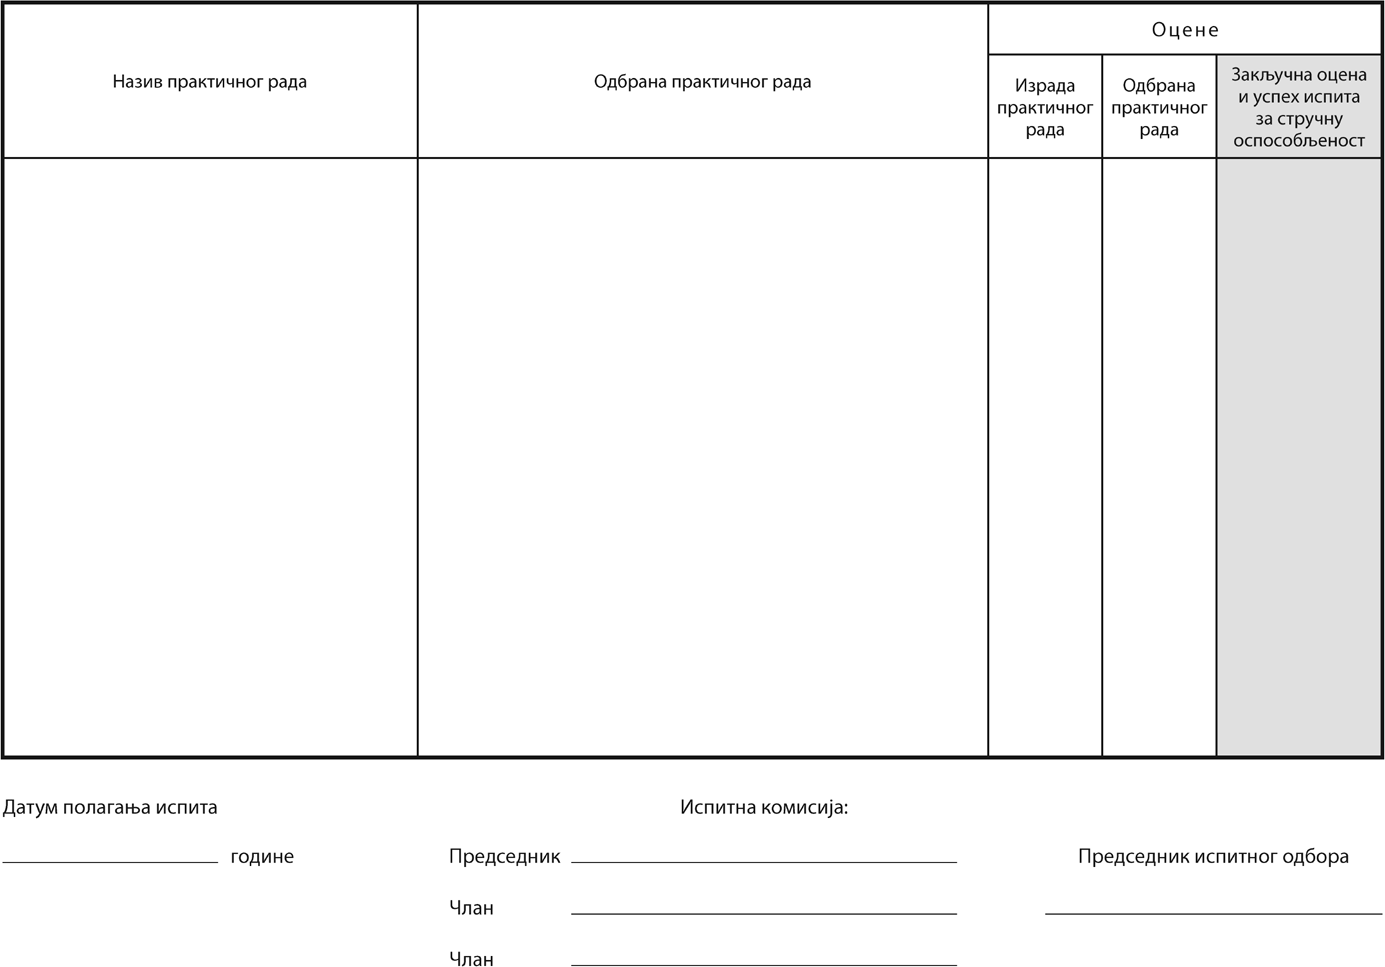 Оцене
Назив практичног рада
Одбрана практичног рада
Израда
практичног
рада
Одбрана
практичног
рада
Закључна оцена
и успех испита
за стручну
оспособљеност
Датум полагања испита
Испитна комисија:
године
Председник
Председник испитног одбора
Члан
Члан